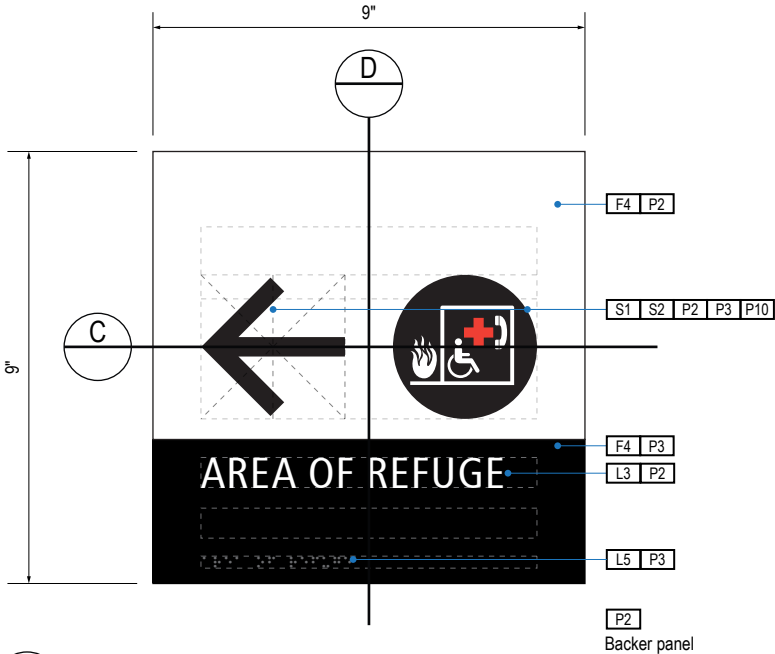 9"
D
F4 P2
S1 S2 P2 P3 P10
C
9"
F4 P3
AREA OF REFUGE
L3 P2
L5 P3
P2
Backer panel